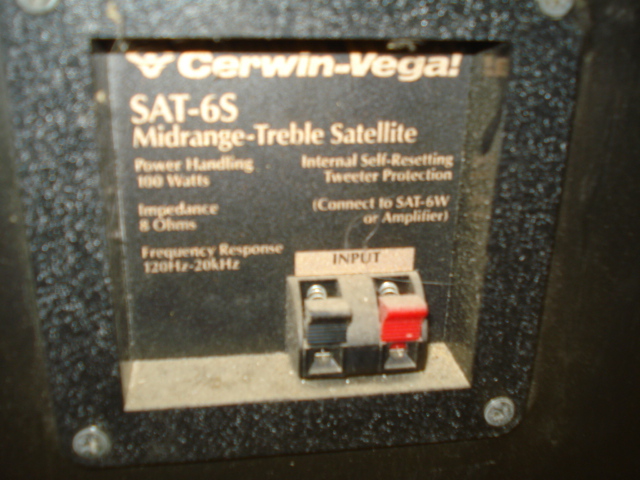 Cerwin-Vega!
SAT-6S
Midrange-Treble Satellite
Power Handling
100 Watts
Impedance
8 Ohms
Frequency Response
120Hz-20kHz
Internal Self-Resetting
Tweeter Protection
(Connect to SAT-6W
or Amplifier)
INPUT